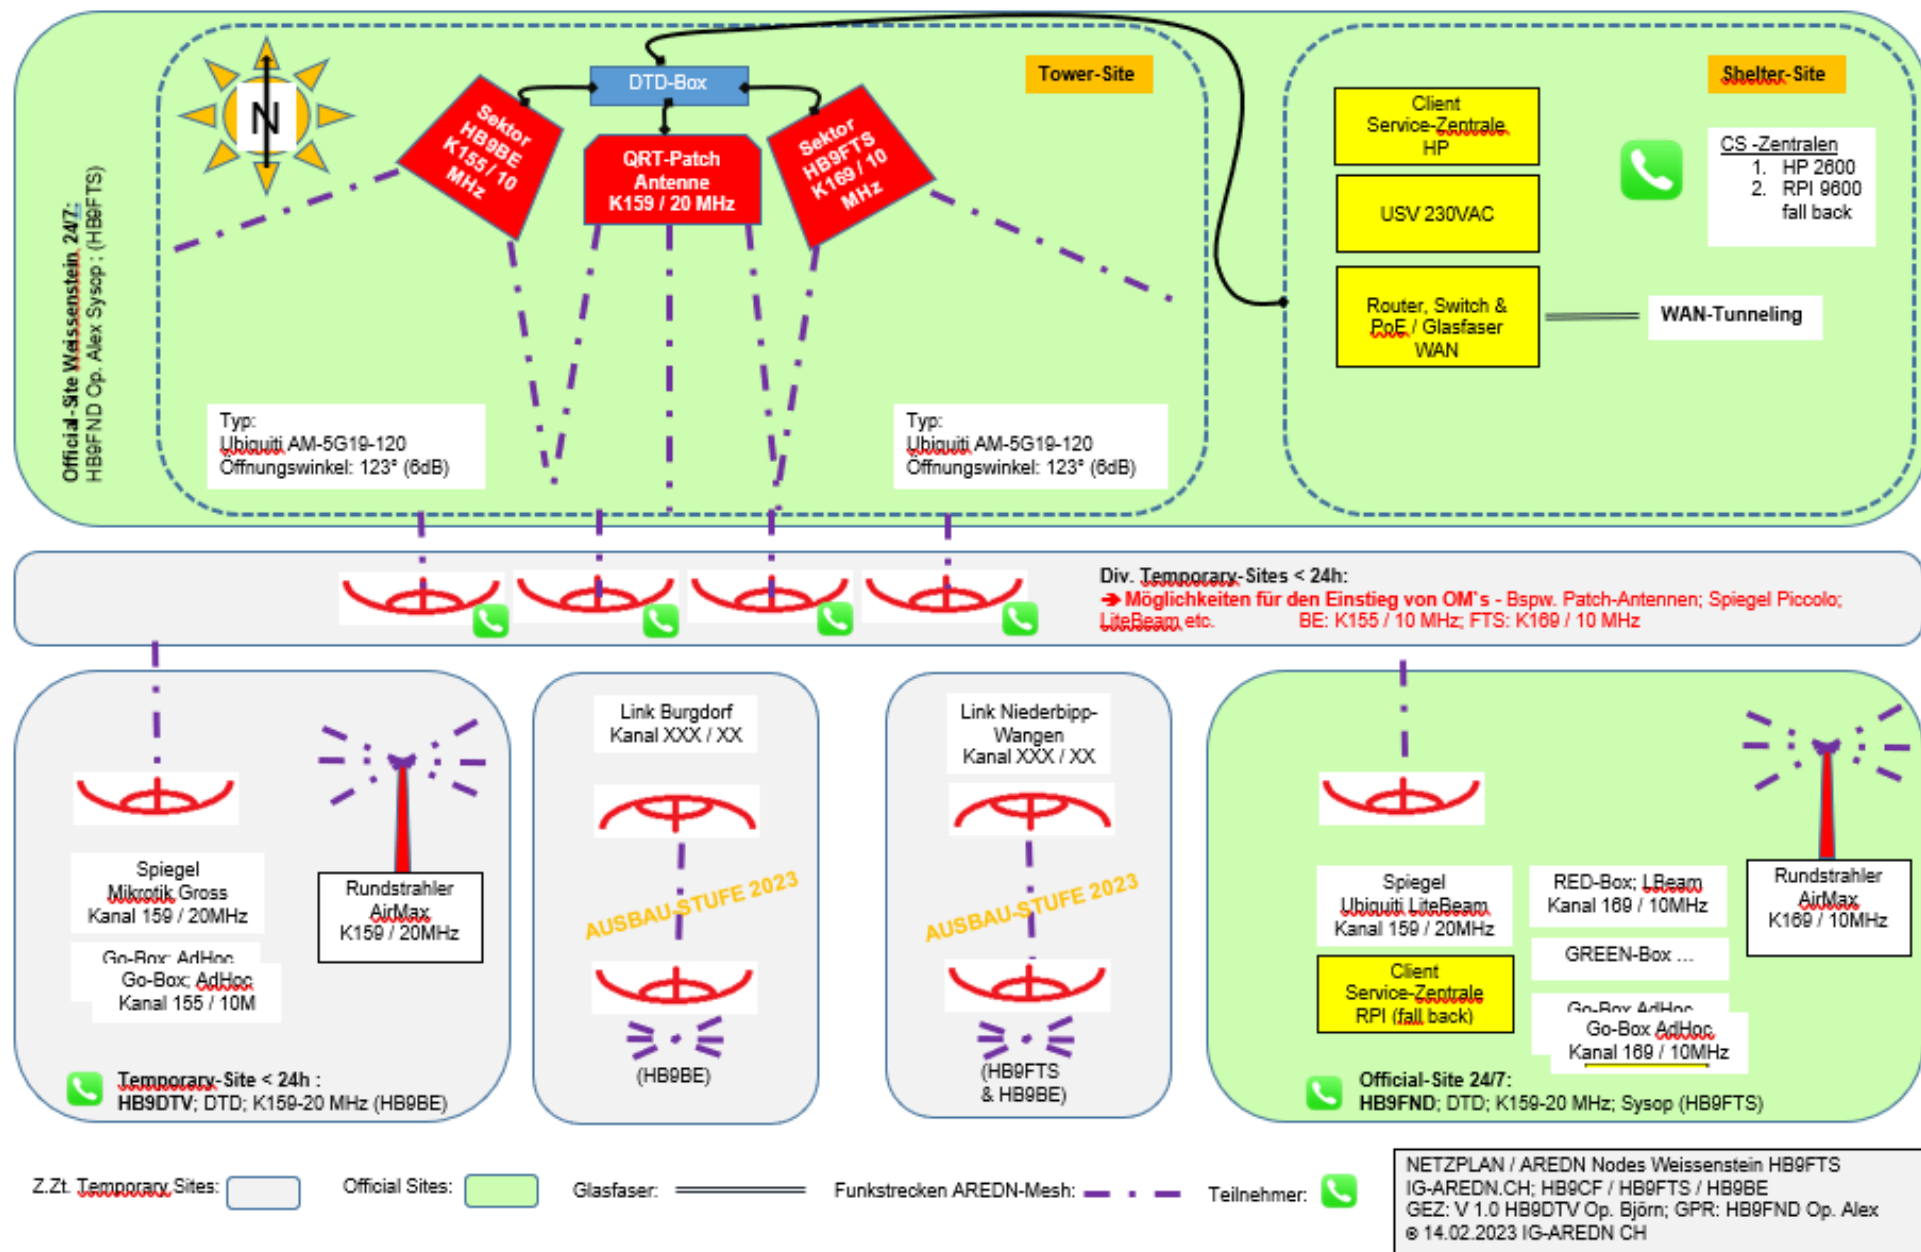 Official-Site Weissenstein, 24/7:
HB9FND Op. Alex Sysop : (HB9FTS)
N
DTD-Box
Tower-Site
Sektor
HB9BE
K155 / 10
MHz
QRT-Patch
Antenne
K159 / 20 MHz
Sektor
HB9FTS
K169 / 10
MHz
Typ:
Ubiquiti AM-5G19-120
Öffnungswinkel: 123° (6dB)
Typ:
Ubiquiti AM-5G19-120
Öffnungswinkel: 123° (6dB)
Shelter-Site
Client
Service-Zentrale
HP
USV 230VAC
Router, Switch &
PoE / Glasfaser
WAN
CS -Zentralen
1. HP 2600
2. RPI 9600
fall back
WAN-Tunneling
Div. Temporary-Sites < 24h:
➔ Möglichkeiten für den Einstieg von OM's - Bspw. Patch-Antennen; Spiegel Piccolo;
LiteBeam etc. BE: K155 / 10 MHz; FTS: K169 / 10 MHz
Spiegel
Mikrotik Gross
Kanal 159 / 20MHz
Go-Box; AdHoc
Go-Box; AdHoc
Kanal 155 / 10M
Rundstrahler
AirMax
K159 / 20MHz
Temporary-Site < 24h :
HB9DTV; DTD; K159-20 MHz (HB9BE)
Link Burgdorf
Kanal XXX / XX
AUSBAU-STUFE 2023
(HB9BE)
Link Niederbipp-
Wangen
Kanal XXX / XX
AUSBAU-STUFE 2023
(HB9FTS
& HB9BE)
Spiegel
Ubiquiti LiteBeam
Kanal 159 / 20MHz
Client
Service-Zentrale
RPI (fall back)
RED-Box; LBeam
Kanal 169 / 10MHz
GREEN-Box ...
Go-Box AdHoc
Go-Box AdHoc
Kanal 169 / 10MHz
Rundstrahler
AirMax
K169 / 10MHz
Official-Site 24/7:
HB9FND; DTD; K159-20 MHz; Sysop (HB9FTS)
Z.Zt. Temporary Sites:
Official Sites:
Glasfaser:
Funkstrecken AREDN-Mesh:
Teilnehmer:
NETZPLAN / AREDN Nodes Weissenstein HB9FTS
IG-AREDN.CH; HB9CF / HB9FTS / HB9BE
GEZ: V 1.0 HB9DTV Op. Björn; GPR: HB9FND Op. Alex
© 14.02.2023 IG-AREDN CH